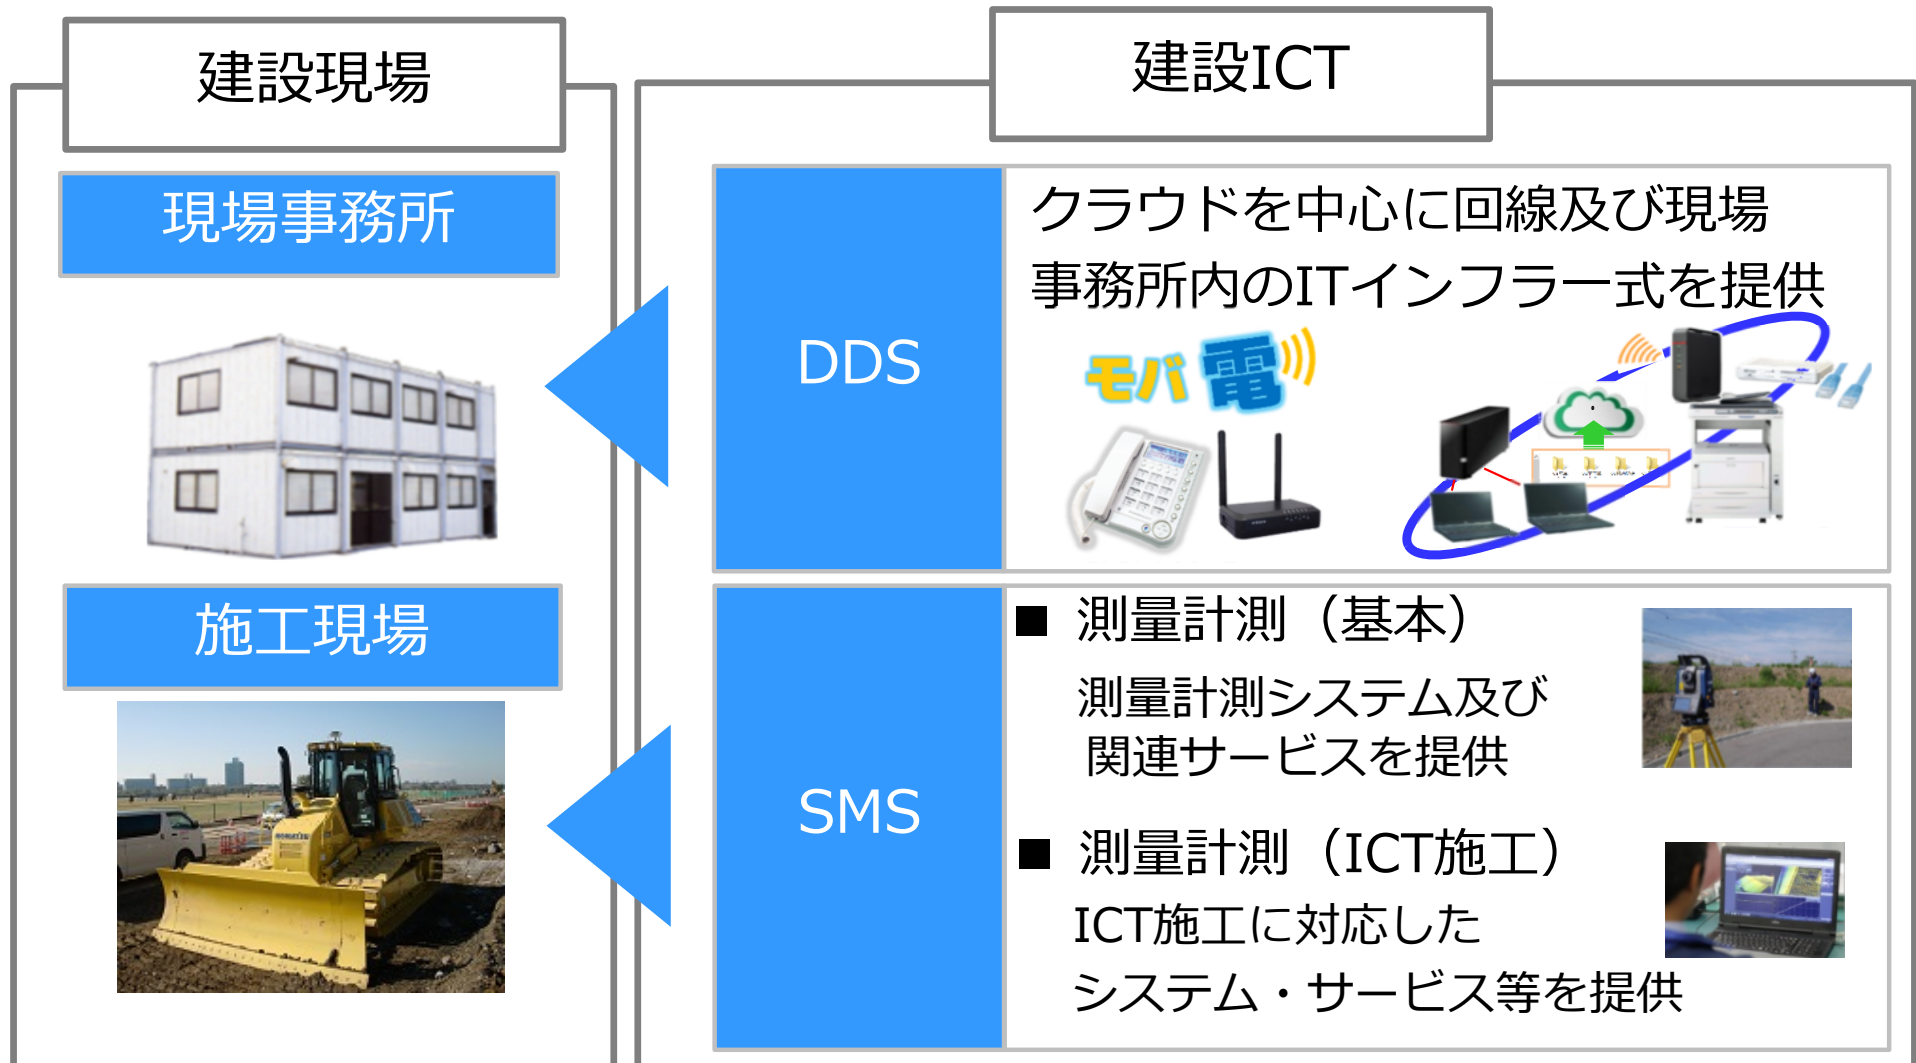 建設現場
建設ICT
現場事務所
DDS
クラウドを中心に回線及び現場
事務所内のITインフラ一式を提供
モバ電
施工現場
SMS
■ 測量計測（基本）
測量計測システム及び
関連サービスを提供
■ 測量計測（ICT施工）
ICT施工に対応した
システム・サービス等を提供
KOMATSU